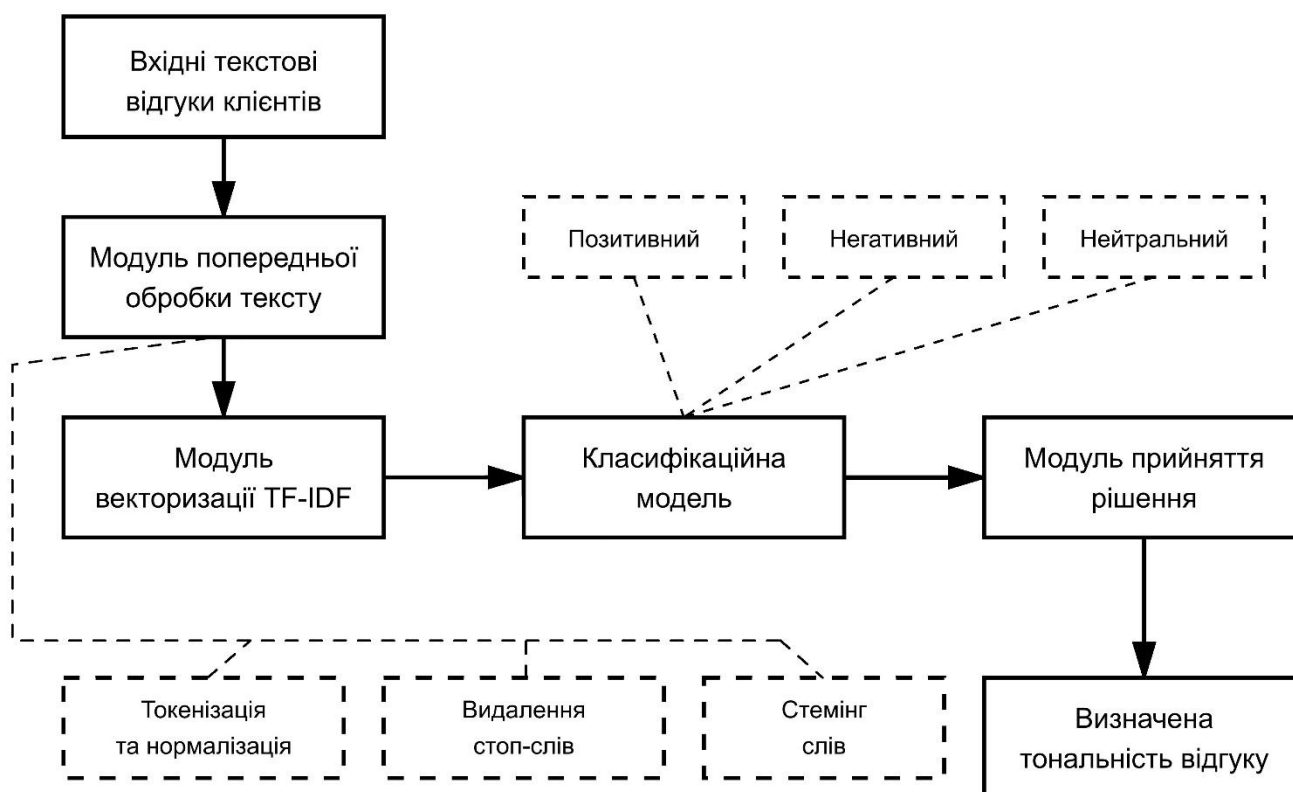 Вхідні текстові
відгуки клієнтів
Модуль попередньої
обробки тексту
Позитивний
Негативний
Нейтральний
Модуль
векторизації TF-IDF
Класифікаційна
модель
Модуль прийняття
рішення
Токенізація
та нормалізація
Видалення
стоп-слів
Стемінг
слів
Визначена
тональність відгуку